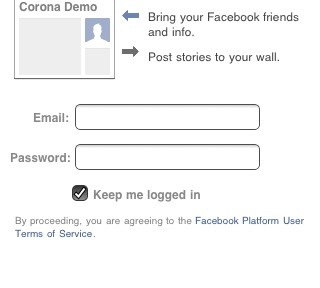 Corona Demo
Bring your Facebook friends
and info.
Post stories to your wall.
Email:
Password:
Keep me logged in
By proceeding, you are agreeing to the Facebook Platform User
Terms of Service.